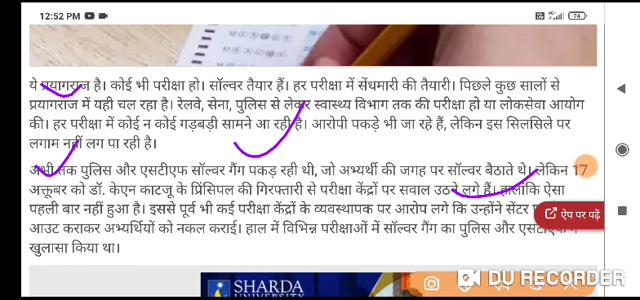 12:52 PM
74
ये प्रयागराज है। कोई भी परीक्षा हो। सॉल्वर तैयार हैं। हर परीक्षा में सेंधमारी की तैयारी। पिछले कुछ सालों से
प्रयागराज में यही चल रहा है। रेलवे, सेना, पुलिस से लेकर स्वास्थ्य विभाग तक की परीक्षा हो या लोकसेवा आयोग
की। हर परीक्षा में कोई न कोई गड़बड़ी सामने आ रही है। आरोपी पकड़े भी जा रहे हैं, लेकिन इस सिलसिले पर
लगाम नहीं लग पा रही है।
अभी तक पुलिस और एसटीएफ सॉल्वर गैंग पकड़ रही थी, जो अभ्यर्थी की जगह पर सॉल्वर बैठाते थे। लेकिन 17
अक्तूबर को डॉ. केएन काटजू के प्रिंसिपल की गिरफ्तारी से परीक्षा केंद्रों पर सवाल उठने लगे हैं। हालांकि ऐसा
पहली बार नहीं हुआ है। इससे पूर्व भी कई परीक्षा केंद्रों के व्यवस्थापक पर आरोप लगे कि उन्होंने सेंटर
ऐप पर पढ़ें
आउट कराकर अभ्यर्थियों को नकल कराई। हाल में विभिन्न परीक्षाओं में सॉल्वर गैंग का पुलिस और एसटीएफ ने
खुलासा किया था।
SHARDA
UNIVERSITY
DU RECORDER